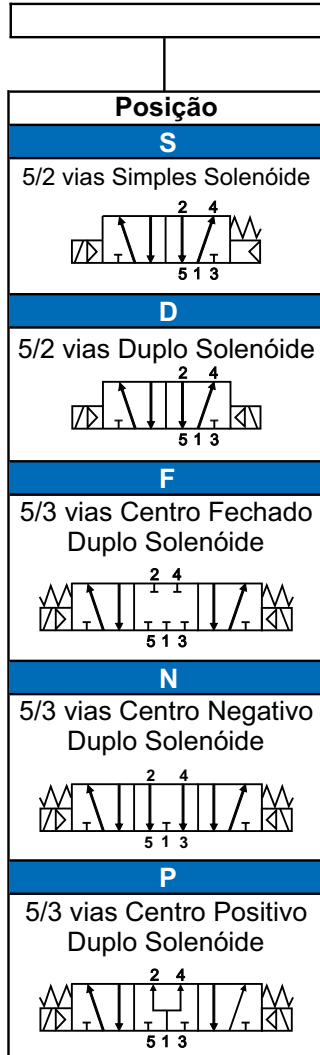 Posição
S
5/2 vias Simples Solenóide
2 4
5 1 3
D
5/2 vias Duplo Solenóide
2 4
5 1 3
F
5/3 vias Centro Fechado
Duplo Solenóide
2 4
5 1 3
N
5/3 vias Centro Negativo
Duplo Solenóide
2 4
5 1 3
P
5/3 vias Centro Positivo
Duplo Solenóide
2 4
5 1 3